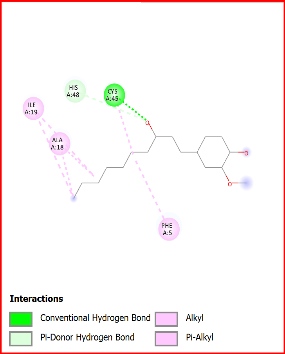 HIS
A:48
CYS
A:45
ILE
A:19
ALA
A:18
PHE
A:5
Interactions
Conventional Hydrogen Bond
Alkyl
Pi-Donor Hydrogen Bond
Pi-Alkyl